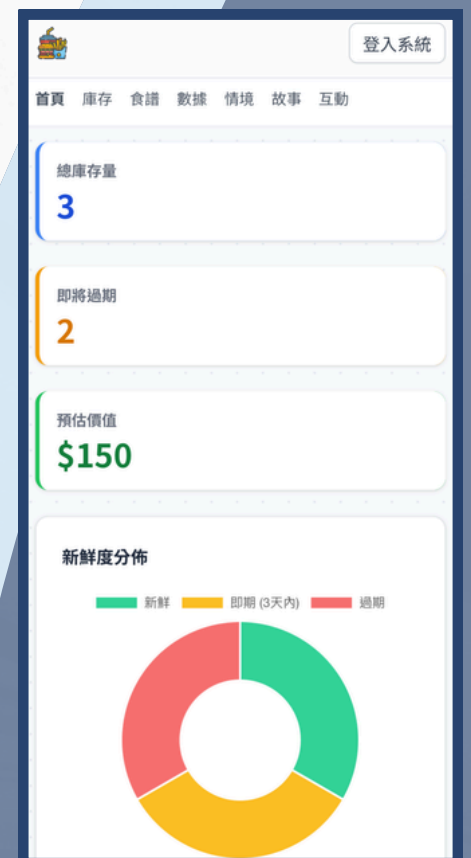 登入系統
首頁 庫存 食譜 數據 情境 故事 互動
總庫存量
3
即將過期
2
預估價值
$150
新鮮度分佈
新鮮 即期 (3天內) 過期